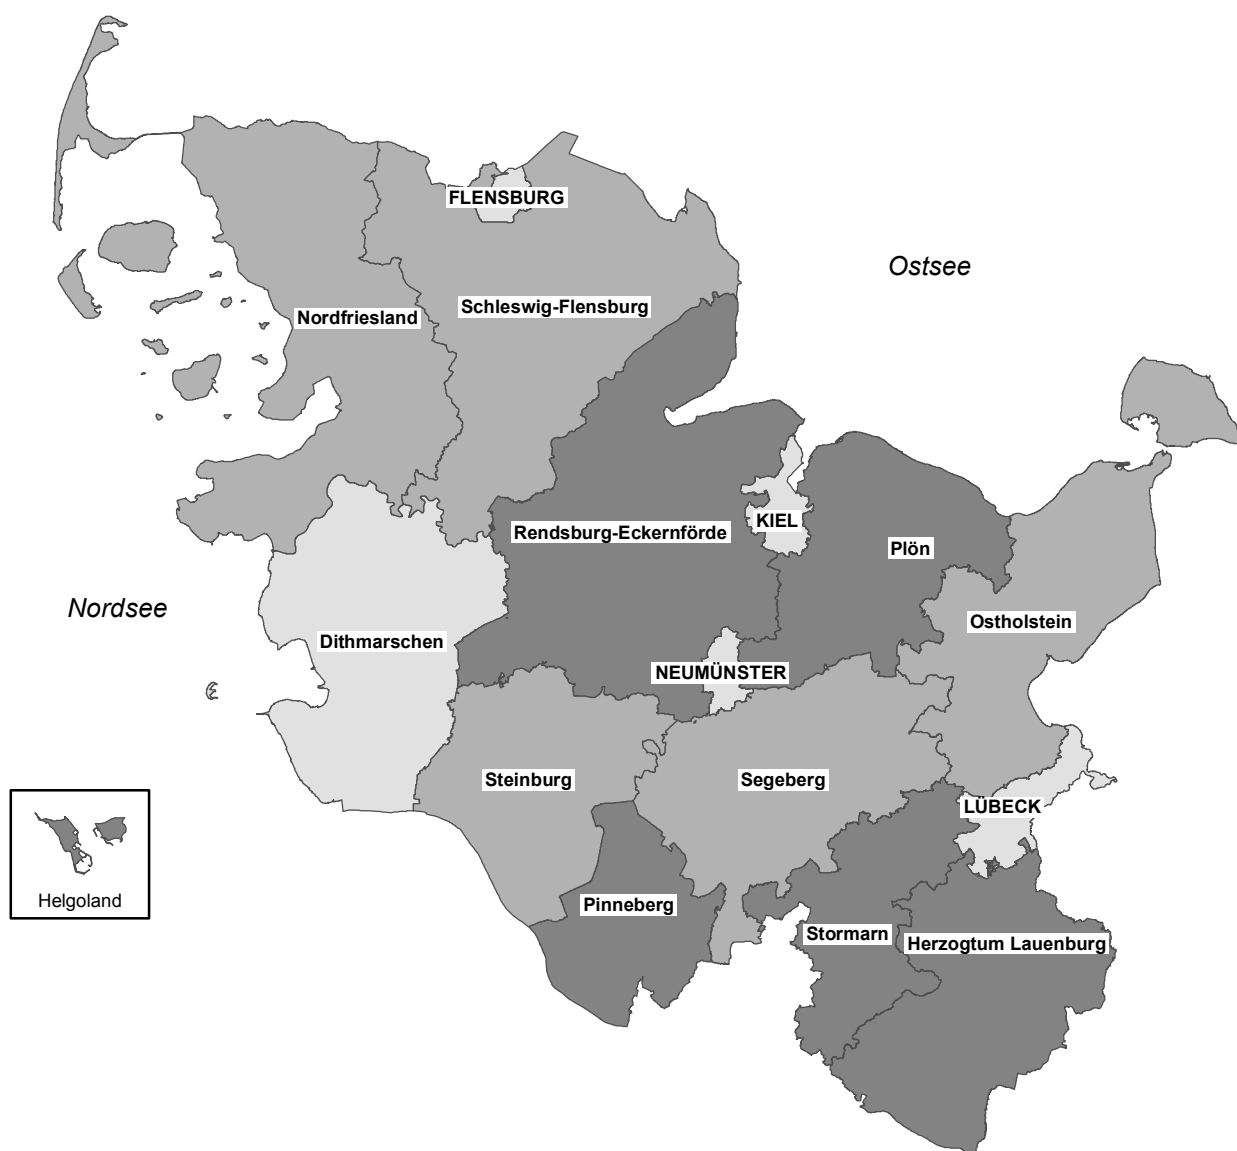 FLENSBURG
Ostsee
Schleswig-Flensburg
Nordfriesland
KIEL
Rendsburg-Eckernförde
Plön
Nordsee
Ostholstein
Dithmarschen
NEUMÜNSTER
Steinburg
Segeberg
LÜBECK
Helgoland
Pinneberg
Stormarn
Herzogtum Lauenburg